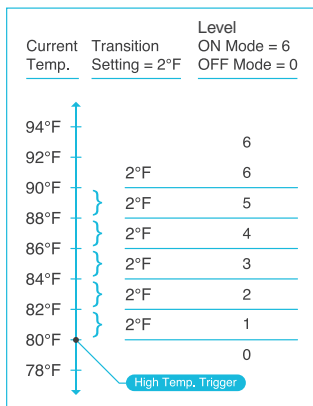 Level
Current Transition ON Mode = 6
Temp. Setting = 2°F OFF Mode = 0
94°F
6
92°F
2°F 6
90°F
2°F 5
88°F
2°F 4
86°F
2°F 3
84°F
2°F 2
82°F
2°F 1
80°F
0
78°F
High Temp. Trigger